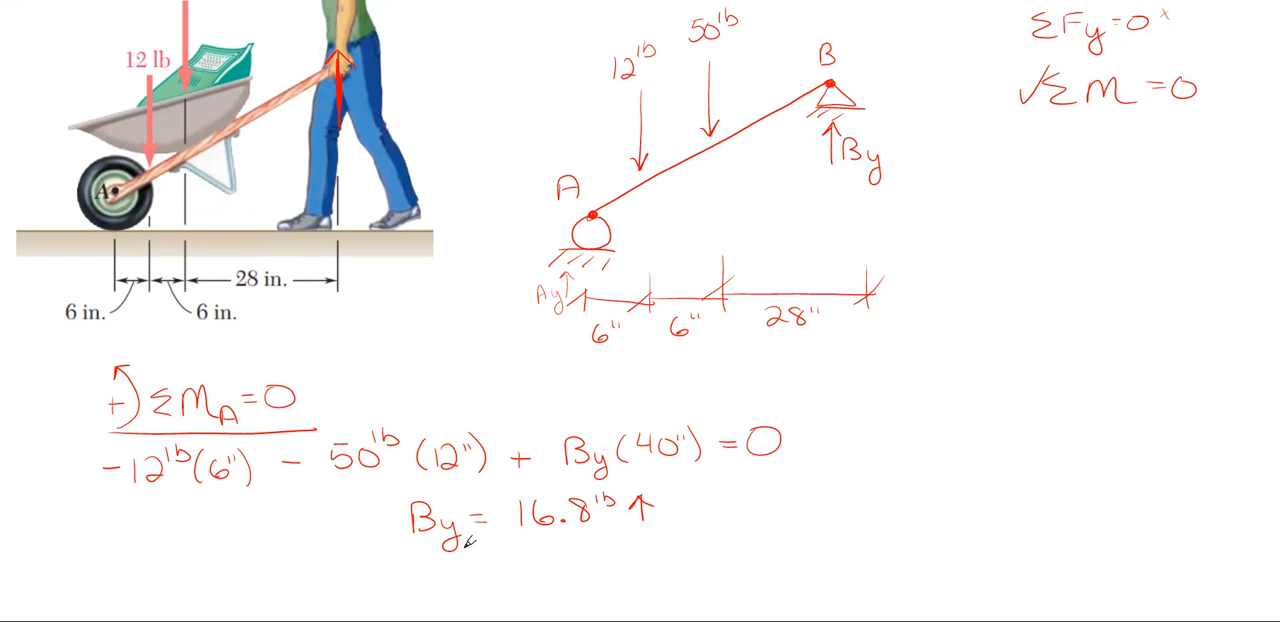 12 lb
A
28 in.
6 in.
6 in.
12 lb
50 lb
B
By
A
Ay
6"
6"
28"
ΣFy=0 +
√ΣM=0
+) ΣM_A=0
-12 lb(6") - 50 lb(12") + By(40") = 0
By = 16.8 lb ↑